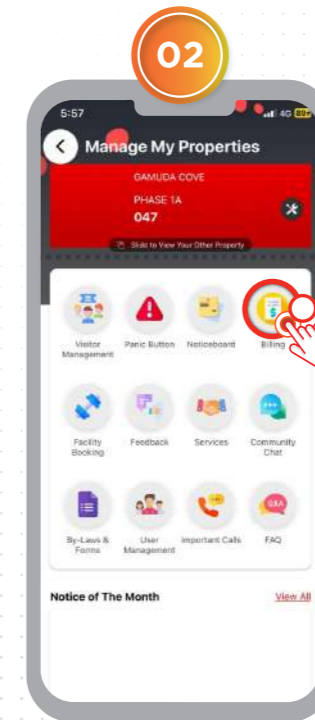 02
5:57
4G
Manage My Properties
GAMUDA COVE
PHASE 1A
047
Slide to View Your Other Property
Visitor Management
Panic Button
Noticeboard
Billing
Facility Booking
Feedback
Services
Community Chat
By-Laws & Forms
User Management
Important Calls
Q&A
FAQ
Notice of The Month
View All